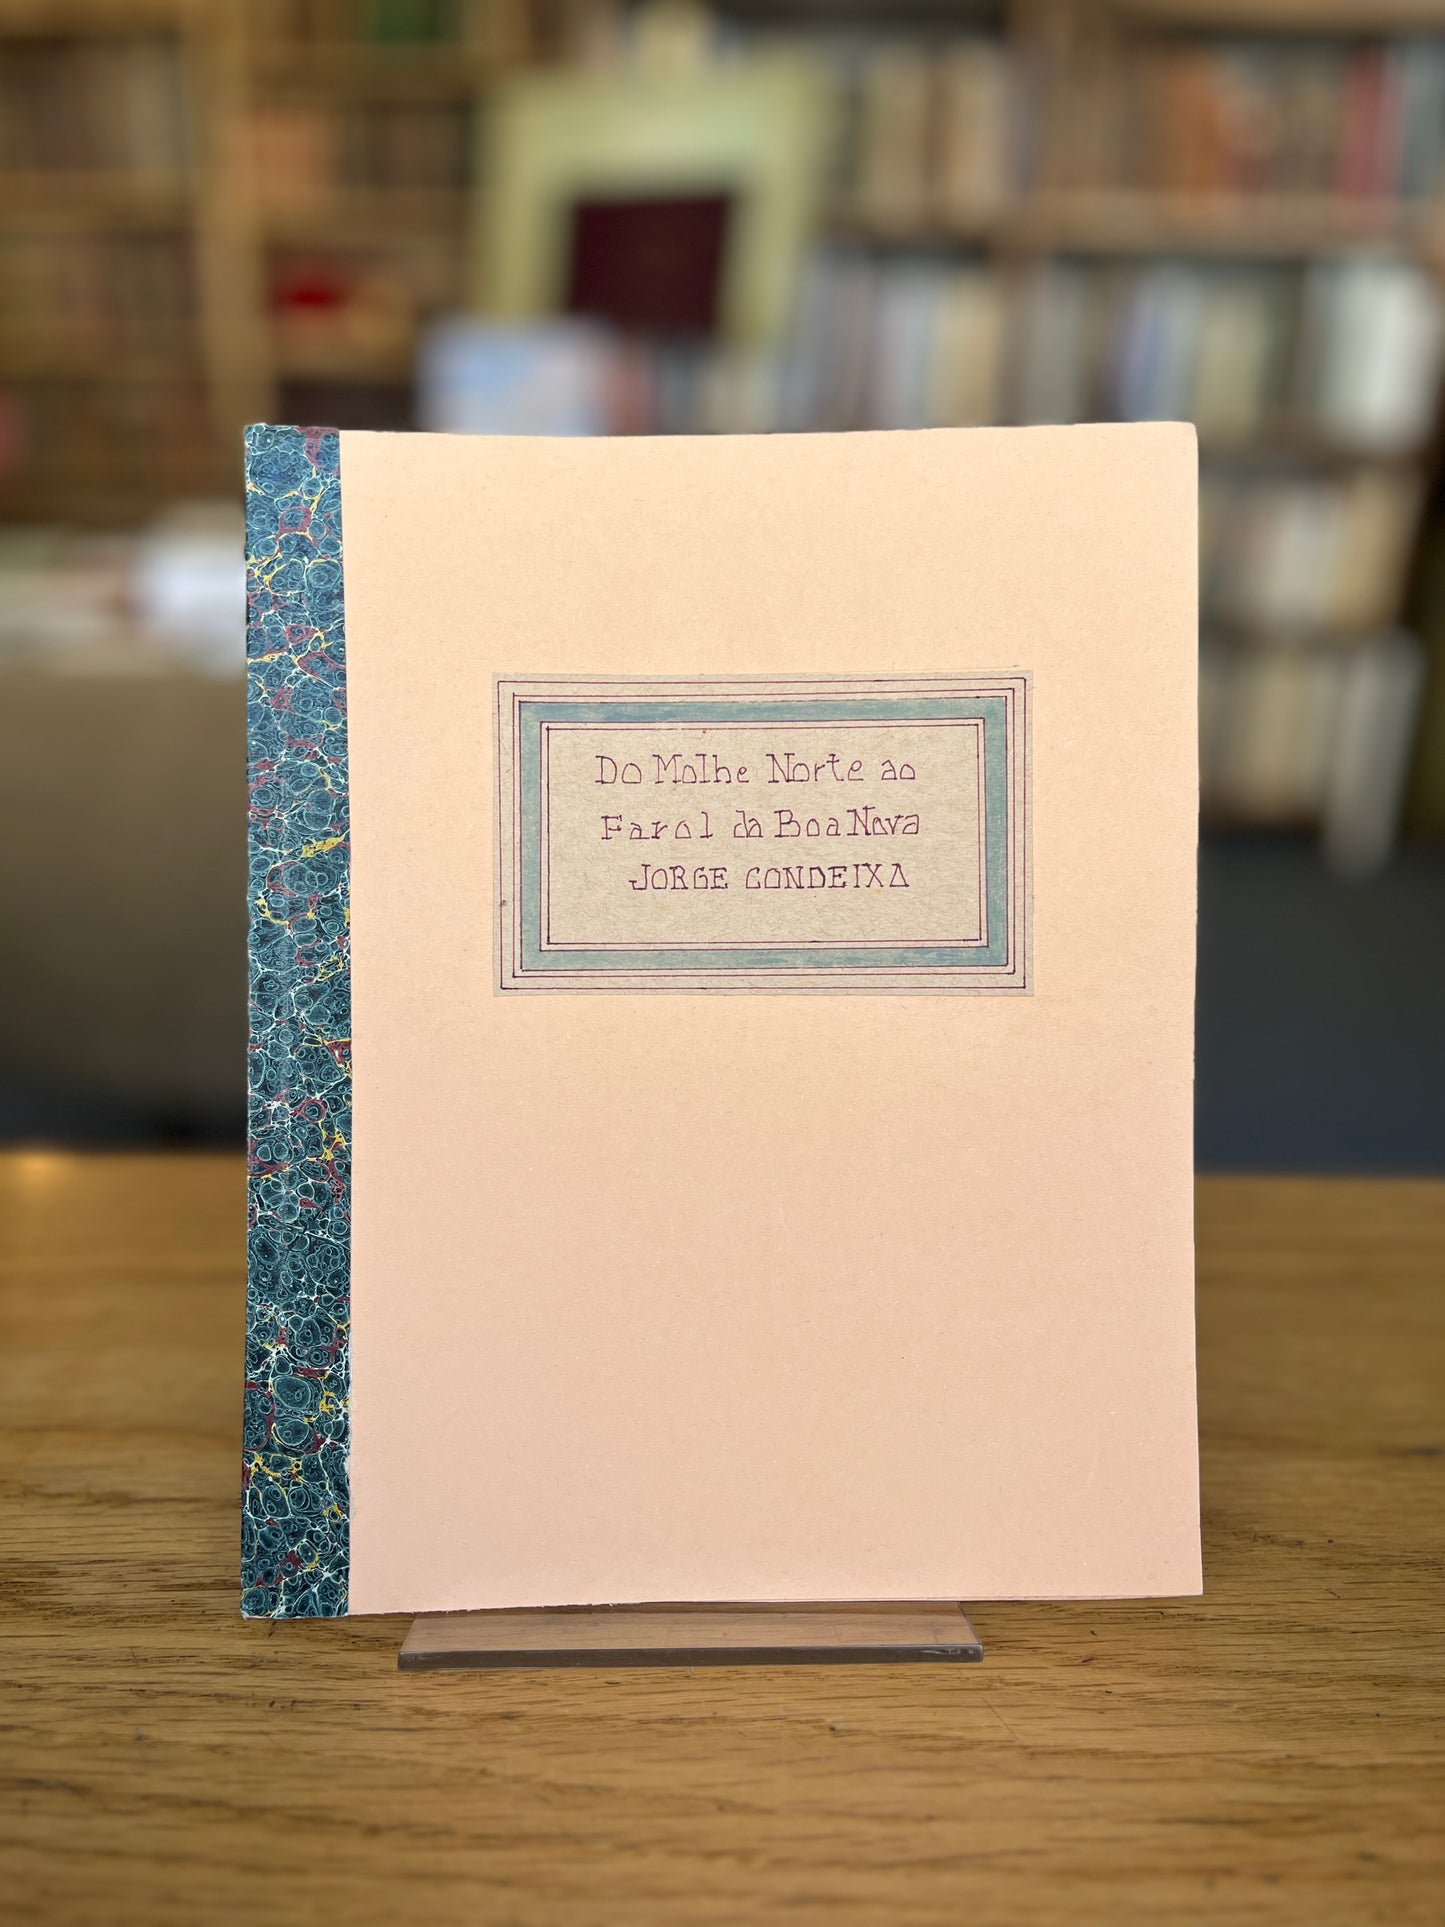 Do Molhe Norte ao
Farol da Boa Nova
JORGE CONDEIXA